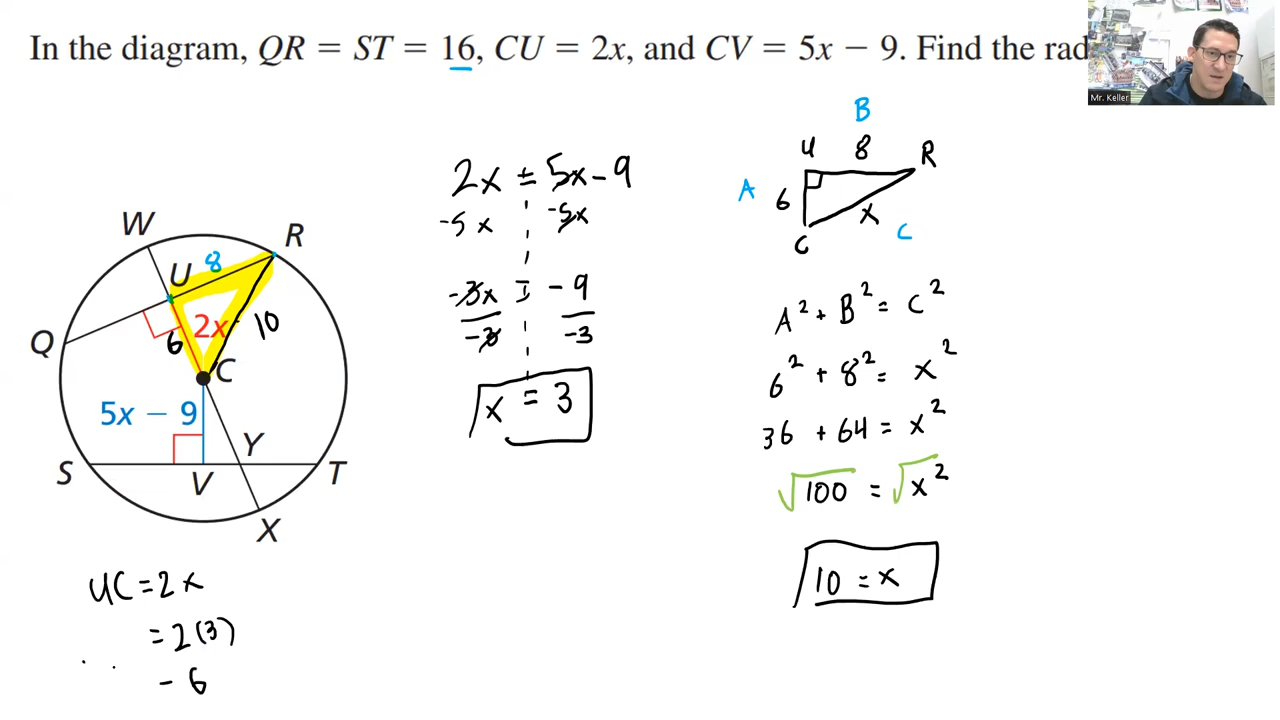 In the diagram, QR = ST = 16, CU = 2x, and CV = 5x − 9. Find the rad
Mr. Keller
W
R
U
8
Q
6
2x
10
C
5x − 9
S
Y
T
V
X
UC = 2x
= 2(3)
- 6
2x = 5x - 9
-5x -5x
-3x = -9
-3 -3
x = 3
B
U 8 R
A 6
x
C
C
A² + B² = C²
6² + 8² = x²
36 + 64 = x²
√100 = √x²
10 = x